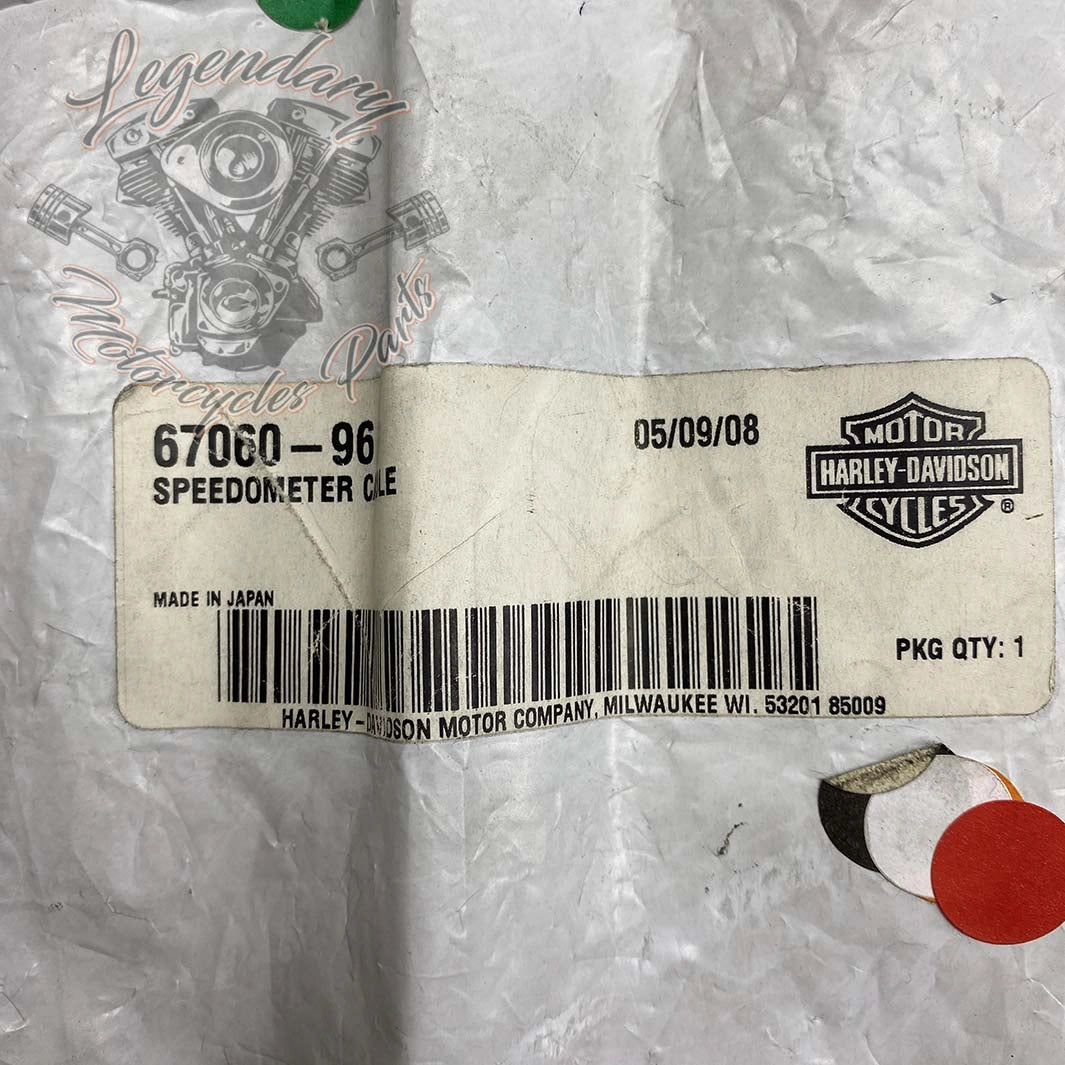 Legendary
Motorcycles Parts
67060-96
05/09/08
SPEEDOMETER
MOTOR
HARLEY-DAVIDSON
CYCLES
®
MADE IN JAPAN
PKG QTY: 1
HARLEY-DAVIDSON MOTOR COMPANY, MILWAUKEE WI. 53201 85009